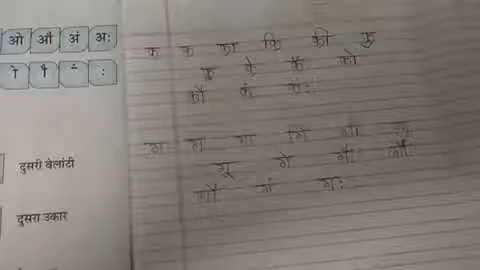 ओ औ अं अः
ो ौ ं :
दुसरी वेलांटी
दुसरा उकार
क क का कि की कु
कू के कै को
कौ कं कः
ग ग गा गि गी गु
गू गे गै गो
गौ गं गः